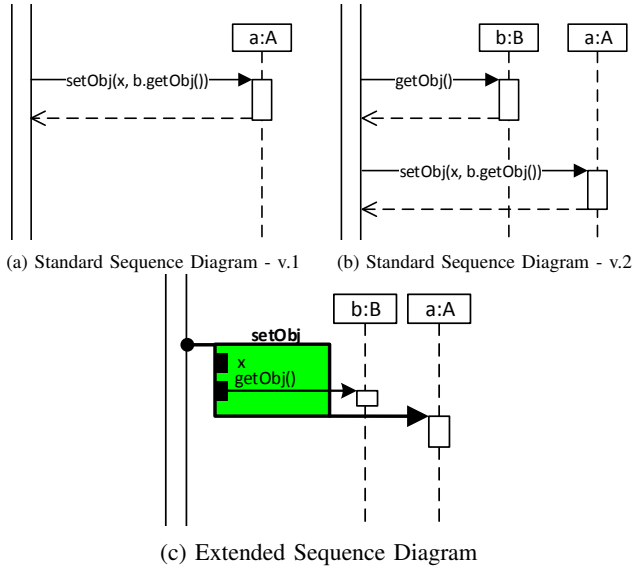 a:A
setObj(x, b.getObj())
(a) Standard Sequence Diagram - v.1
b:B a:A
getObj()
setObj(x, b.getObj())
(b) Standard Sequence Diagram - v.2
b:B a:A
setObj
x
getObj()
(c) Extended Sequence Diagram